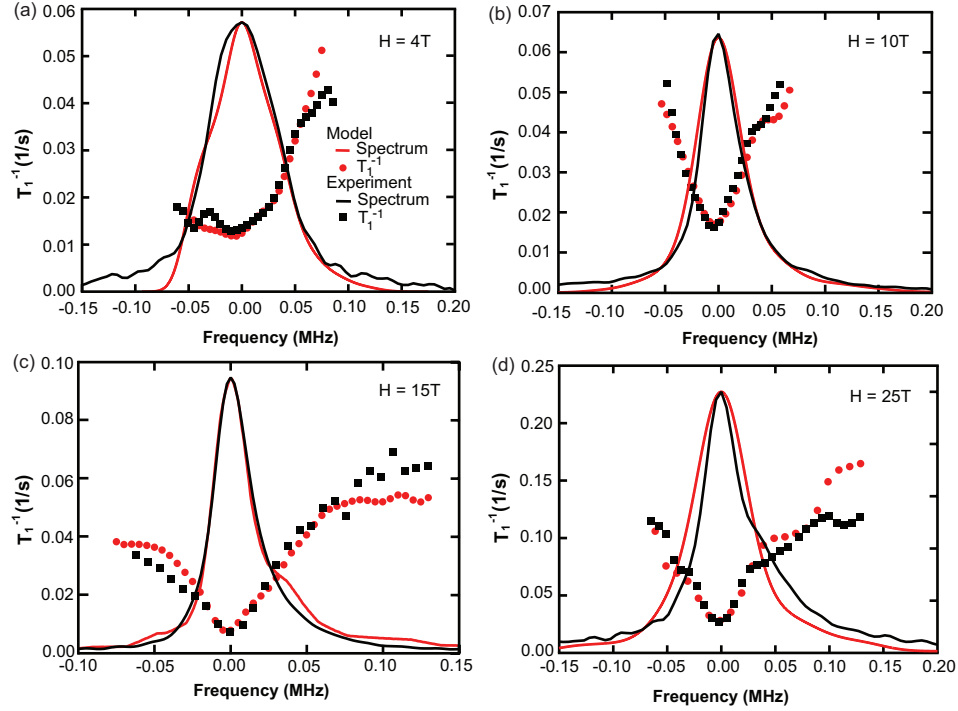 (a)
H = 4T
0.06
0.05
0.04
0.03
0.02
0.01
0.00
T₁⁻¹(1/s)
Model
Spectrum
T₁⁻¹
Experiment
Spectrum
T₁⁻¹
-0.15 -0.10 -0.05 0.00 0.05 0.10 0.15 0.20
Frequency (MHz)
(b)
H = 10T
0.07
0.06
0.05
0.04
0.03
0.02
0.01
0.00
T₁⁻¹(1/s)
-0.15 -0.10 -0.05 0.00 0.05 0.10 0.15 0.20
Frequency (MHz)
(c)
H = 15T
0.10
0.08
0.06
0.04
0.02
0.00
T₁⁻¹(1/s)
-0.10 -0.05 0.00 0.05 0.10 0.15
Frequency (MHz)
(d)
H = 25T
0.25
0.20
0.15
0.10
0.05
0.00
T₁⁻¹(1/s)
-0.15 -0.10 -0.05 0.00 0.05 0.10 0.15 0.20
Frequency (MHz)